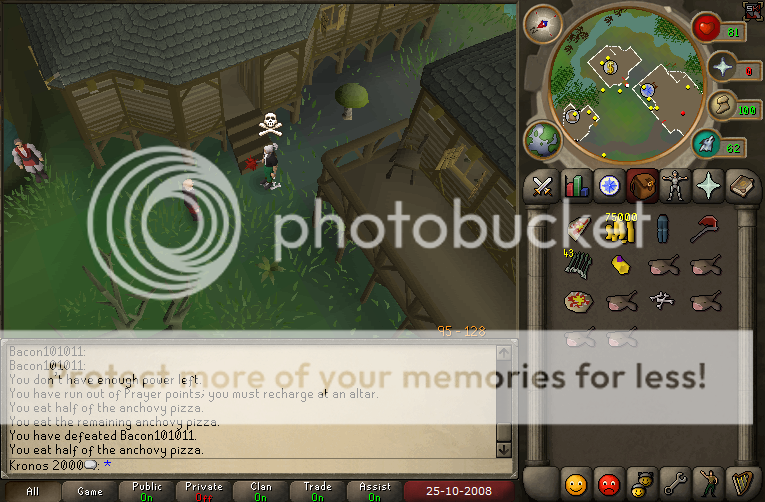 81
0
100
62
75000
43
photobucket
95 - 128
Protect more of your memories for less!
Bacon101011:
Bacon101011:
You don't have enough power left.
You have run out of Prayer points; you must recharge at an altar.
You eat half of the anchovy pizza.
You eat the remaining anchovy pizza.
You have defeated Bacon101011.
You eat half of the anchovy pizza.
Kronos 2000: *
All
Game
Public
On
Private
Off
Clan
On
Trade
On
Assist
On
25-10-2008